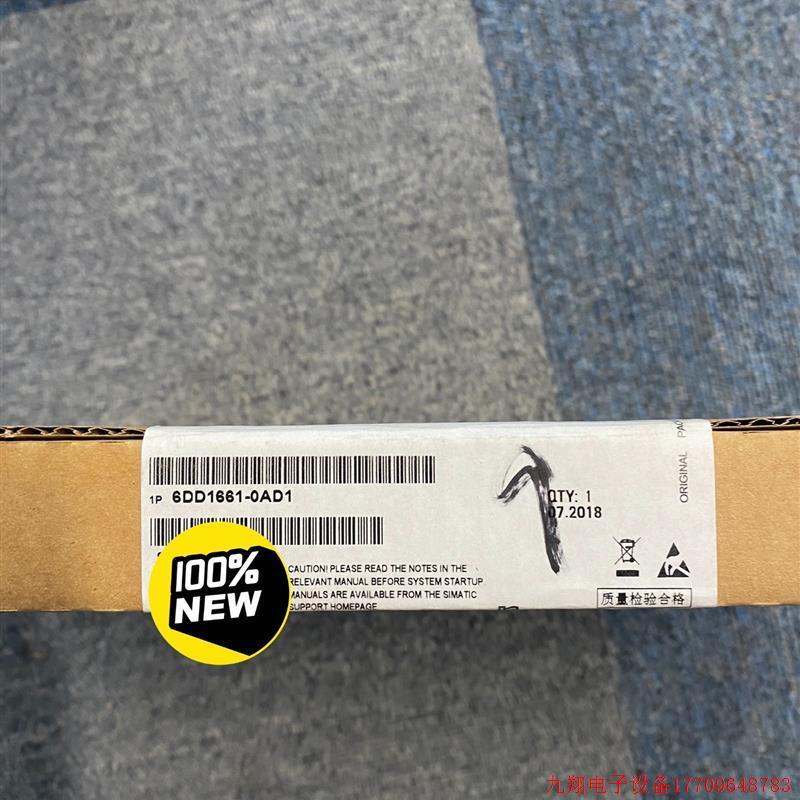 1P 6DD1661-0AD1
QTY: 1
07.2018
ORIGINAL PAC
100%
NEW
CAUTION! PLEASE READ THE NOTES IN THE
RELEVANT MANUAL BEFORE SYSTEM STARTUP.
MANUALS ARE AVAILABLE FROM THE SIMATIC
SUPPORT HOMEPAGE
质量检验合格
九翔电子设备17709648783